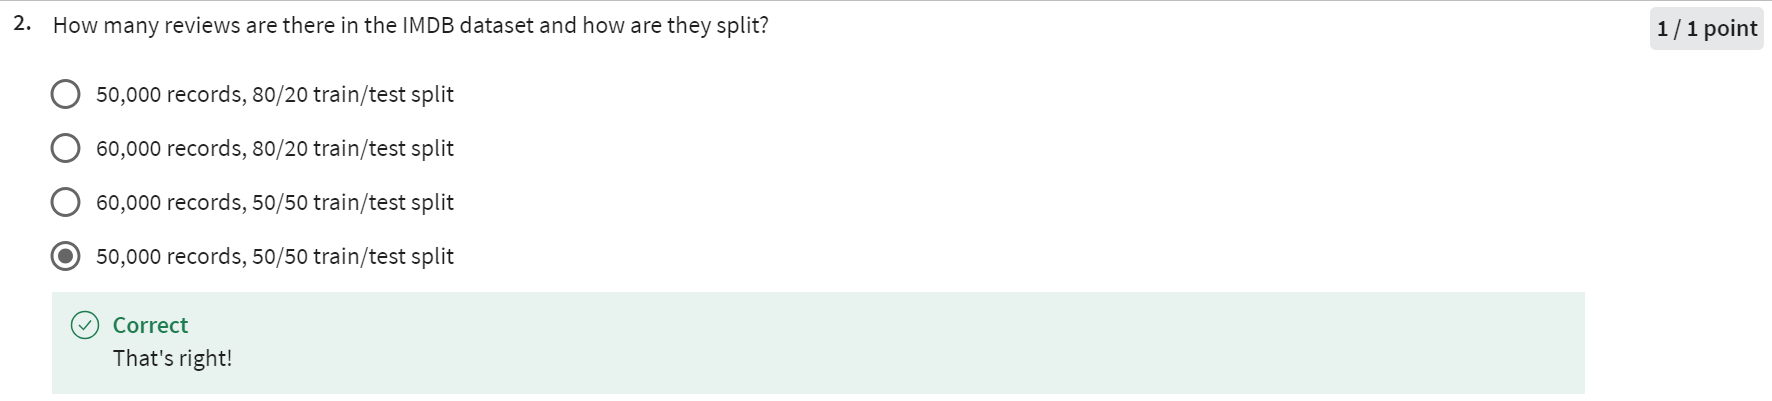 2. How many reviews are there in the IMDB dataset and how are they split?
1 / 1 point
50,000 records, 80/20 train/test split
60,000 records, 80/20 train/test split
60,000 records, 50/50 train/test split
50,000 records, 50/50 train/test split
Correct
That's right!